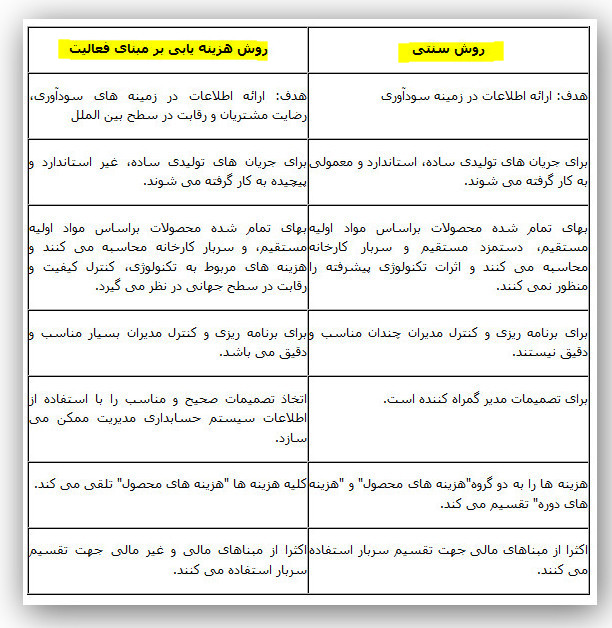 روش سنتی
روش هزینه یابی بر مبنای فعالیت
هدف: ارائه اطلاعات در زمینه سودآوری
هدف: ارائه اطلاعات در زمینه های سودآوری،
رضایت مشتریان و رقابت در سطح بین الملل
برای جریان های تولیدی ساده، استاندارد و معمولی
به کار گرفته می شوند.
برای جریان های تولیدی ساده، غیر استاندارد و
پیچیده به کار گرفته می شوند.
بهای تمام شده محصولات براساس مواد اولیه
مستقیم، دستمزد مستقیم و سربار کارخانه
محاسبه می کنند و اثرات تکنولوژی پیشرفته را
منظور نمی کنند.
بهای تمام شده محصولات براساس مواد اولیه
مستقیم، و سربار کارخانه محاسبه می کنند و
هزینه های مربوط به تکنولوژی، کنترل کیفیت و
رقابت در سطح جهانی در نظر می گیرد.
برای برنامه ریزی و کنترل مدیران چندان مناسب و
دقیق نیستند.
برای برنامه ریزی و کنترل مدیران بسیار مناسب و
دقیق می باشد.
برای تصمیمات مدیر گمراه کننده است.
اتخاذ تصمیمات صحیح و مناسب را با استفاده از
اطلاعات سیستم حسابداری مدیریت ممکن می
سازد.
هزینه ها را به دو گروه"هزینه های محصول" و "هزینه
های دوره" تقسیم می کند.
کلیه هزینه ها "هزینه های محصول" تلقی می کند.
اکثرا از مبناهای مالی جهت تقسیم سربار استفاده
می کنند.
اکثرا از مبناهای مالی و غیر مالی جهت تقسیم
سربار استفاده می کنند.